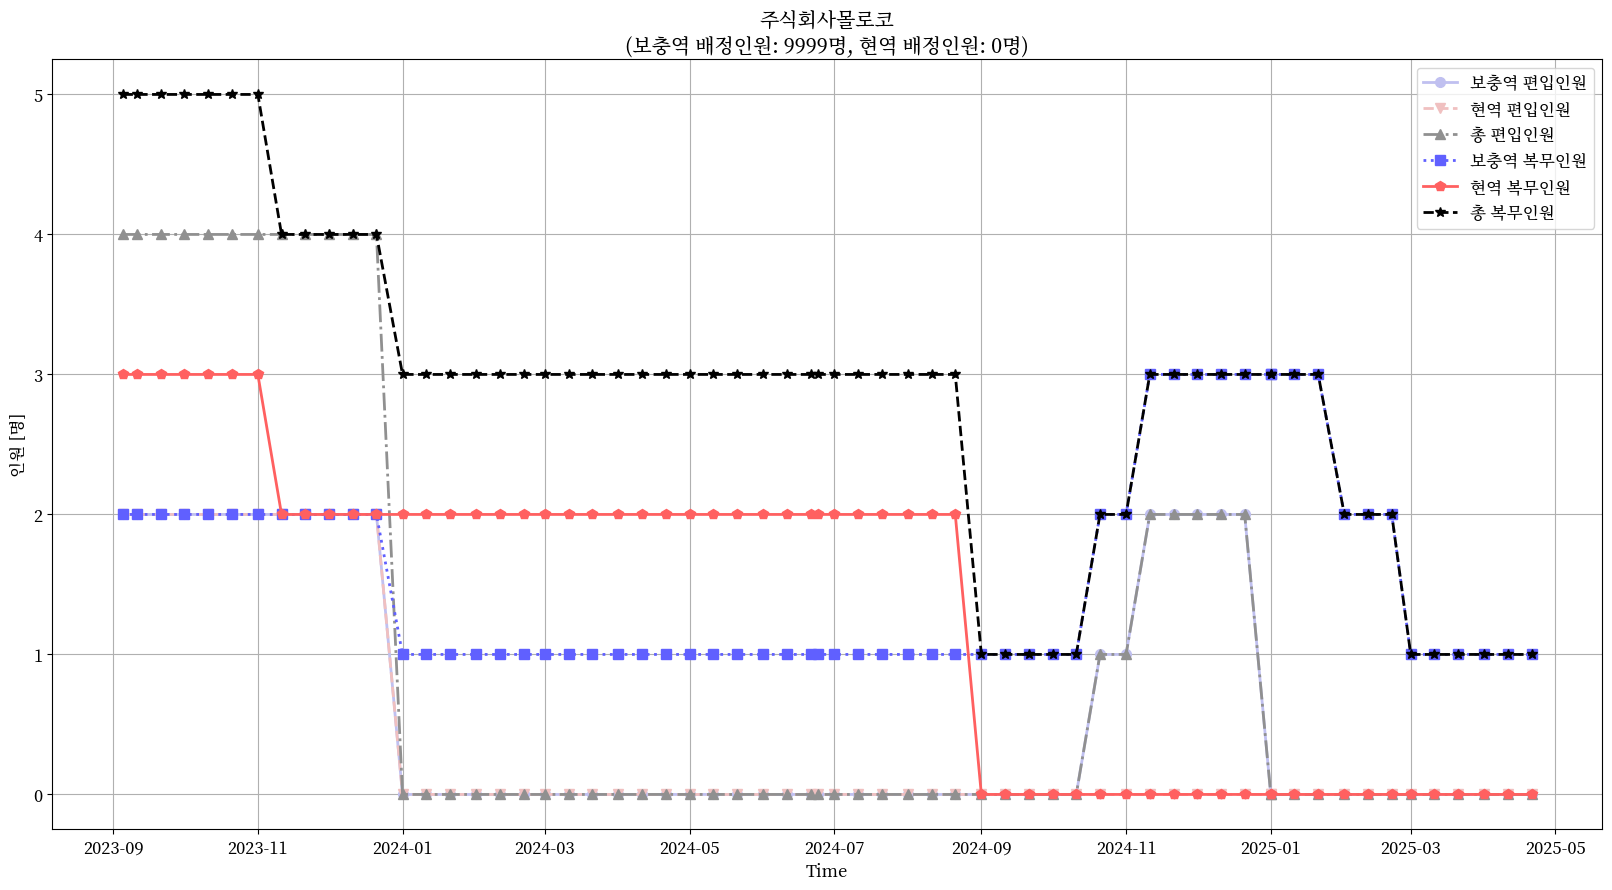 주식회사몰로코
(보충역 배정인원: 9999명, 현역 배정인원: 0명)
보충역 편입인원
현역 편입인원
총 편입인원
보충역 복무인원
현역 복무인원
총 복무인원
인원 [명]
5
4
3
2
1
0
2023-09
2023-11
2024-01
2024-03
2024-05
2024-07
2024-09
2024-11
2025-01
2025-03
2025-05
Time